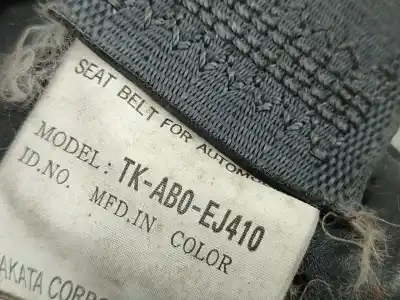 SEAT BELT FOR AUTOMO
MODEL: TK-AB0-EJ410
ID.NO. MFD.IN COLOR
AKATA CORPO